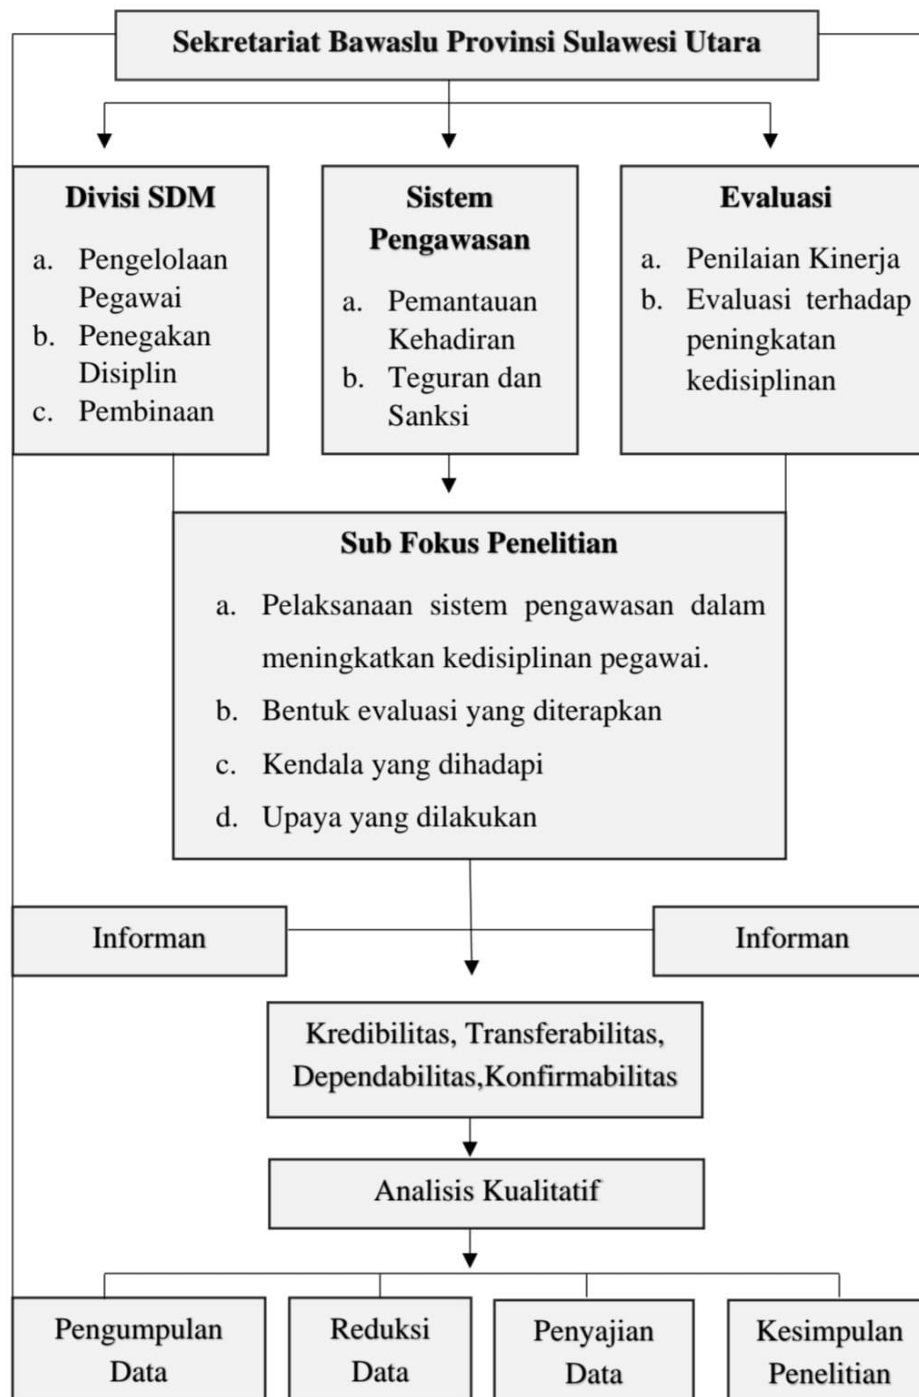 Sekretariat Bawaslu Provinsi Sulawesi Utara
Divisi SDM
a. Pengelolaan
Pegawai
b. Penegakan
Disiplin
c. Pembinaan
Sistem
Pengawasan
a. Pemantauan
Kehadiran
b. Teguran dan
Sanksi
Evaluasi
a. Penilaian Kinerja
b. Evaluasi terhadap
peningkatan
kedisiplinan
Sub Fokus Penelitian
a. Pelaksanaan sistem pengawasan dalam
meningkatkan kedisiplinan pegawai.
b. Bentuk evaluasi yang diterapkan
c. Kendala yang dihadapi
d. Upaya yang dilakukan
Informan
Informan
Kredibilitas, Transferabilitas,
Dependabilitas,Konfirmabilitas
Analisis Kualitatif
Pengumpulan
Data
Reduksi
Data
Penyajian
Data
Kesimpulan
Penelitian